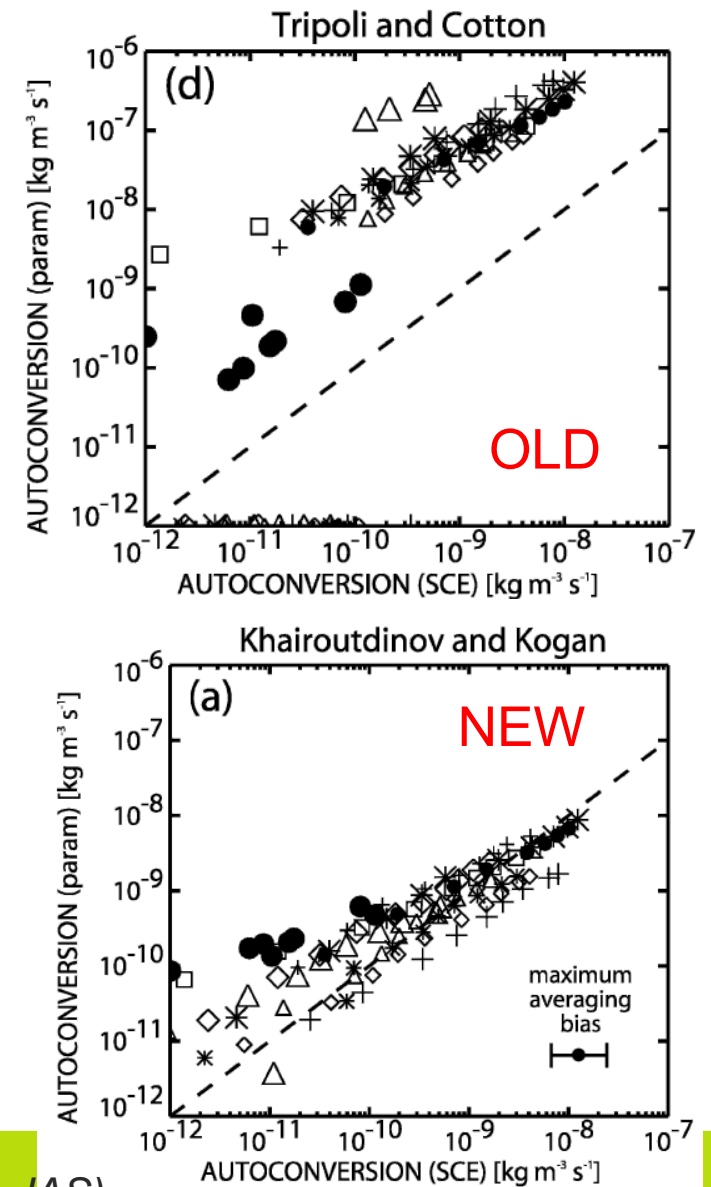 Tripoli and Cotton
(d)
AUTOCONVERSION (param) [kg m⁻³ s⁻¹]
10⁻⁶
10⁻⁷
10⁻⁸
10⁻⁹
10⁻¹⁰
10⁻¹¹
10⁻¹²
OLD
10⁻¹² 10⁻¹¹ 10⁻¹⁰ 10⁻⁹ 10⁻⁸ 10⁻⁷
AUTOCONVERSION (SCE) [kg m⁻³ s⁻¹]
Khairoutdinov and Kogan
(a)
NEW
AUTOCONVERSION (param) [kg m⁻³ s⁻¹]
10⁻⁶
10⁻⁷
10⁻⁸
10⁻⁹
10⁻¹⁰
10⁻¹¹
10⁻¹²
maximum
averaging
bias
10⁻¹² 10⁻¹¹ 10⁻¹⁰ 10⁻⁹ 10⁻⁸ 10⁻⁷
AUTOCONVERSION (SCE) [kg m⁻³ s⁻¹]